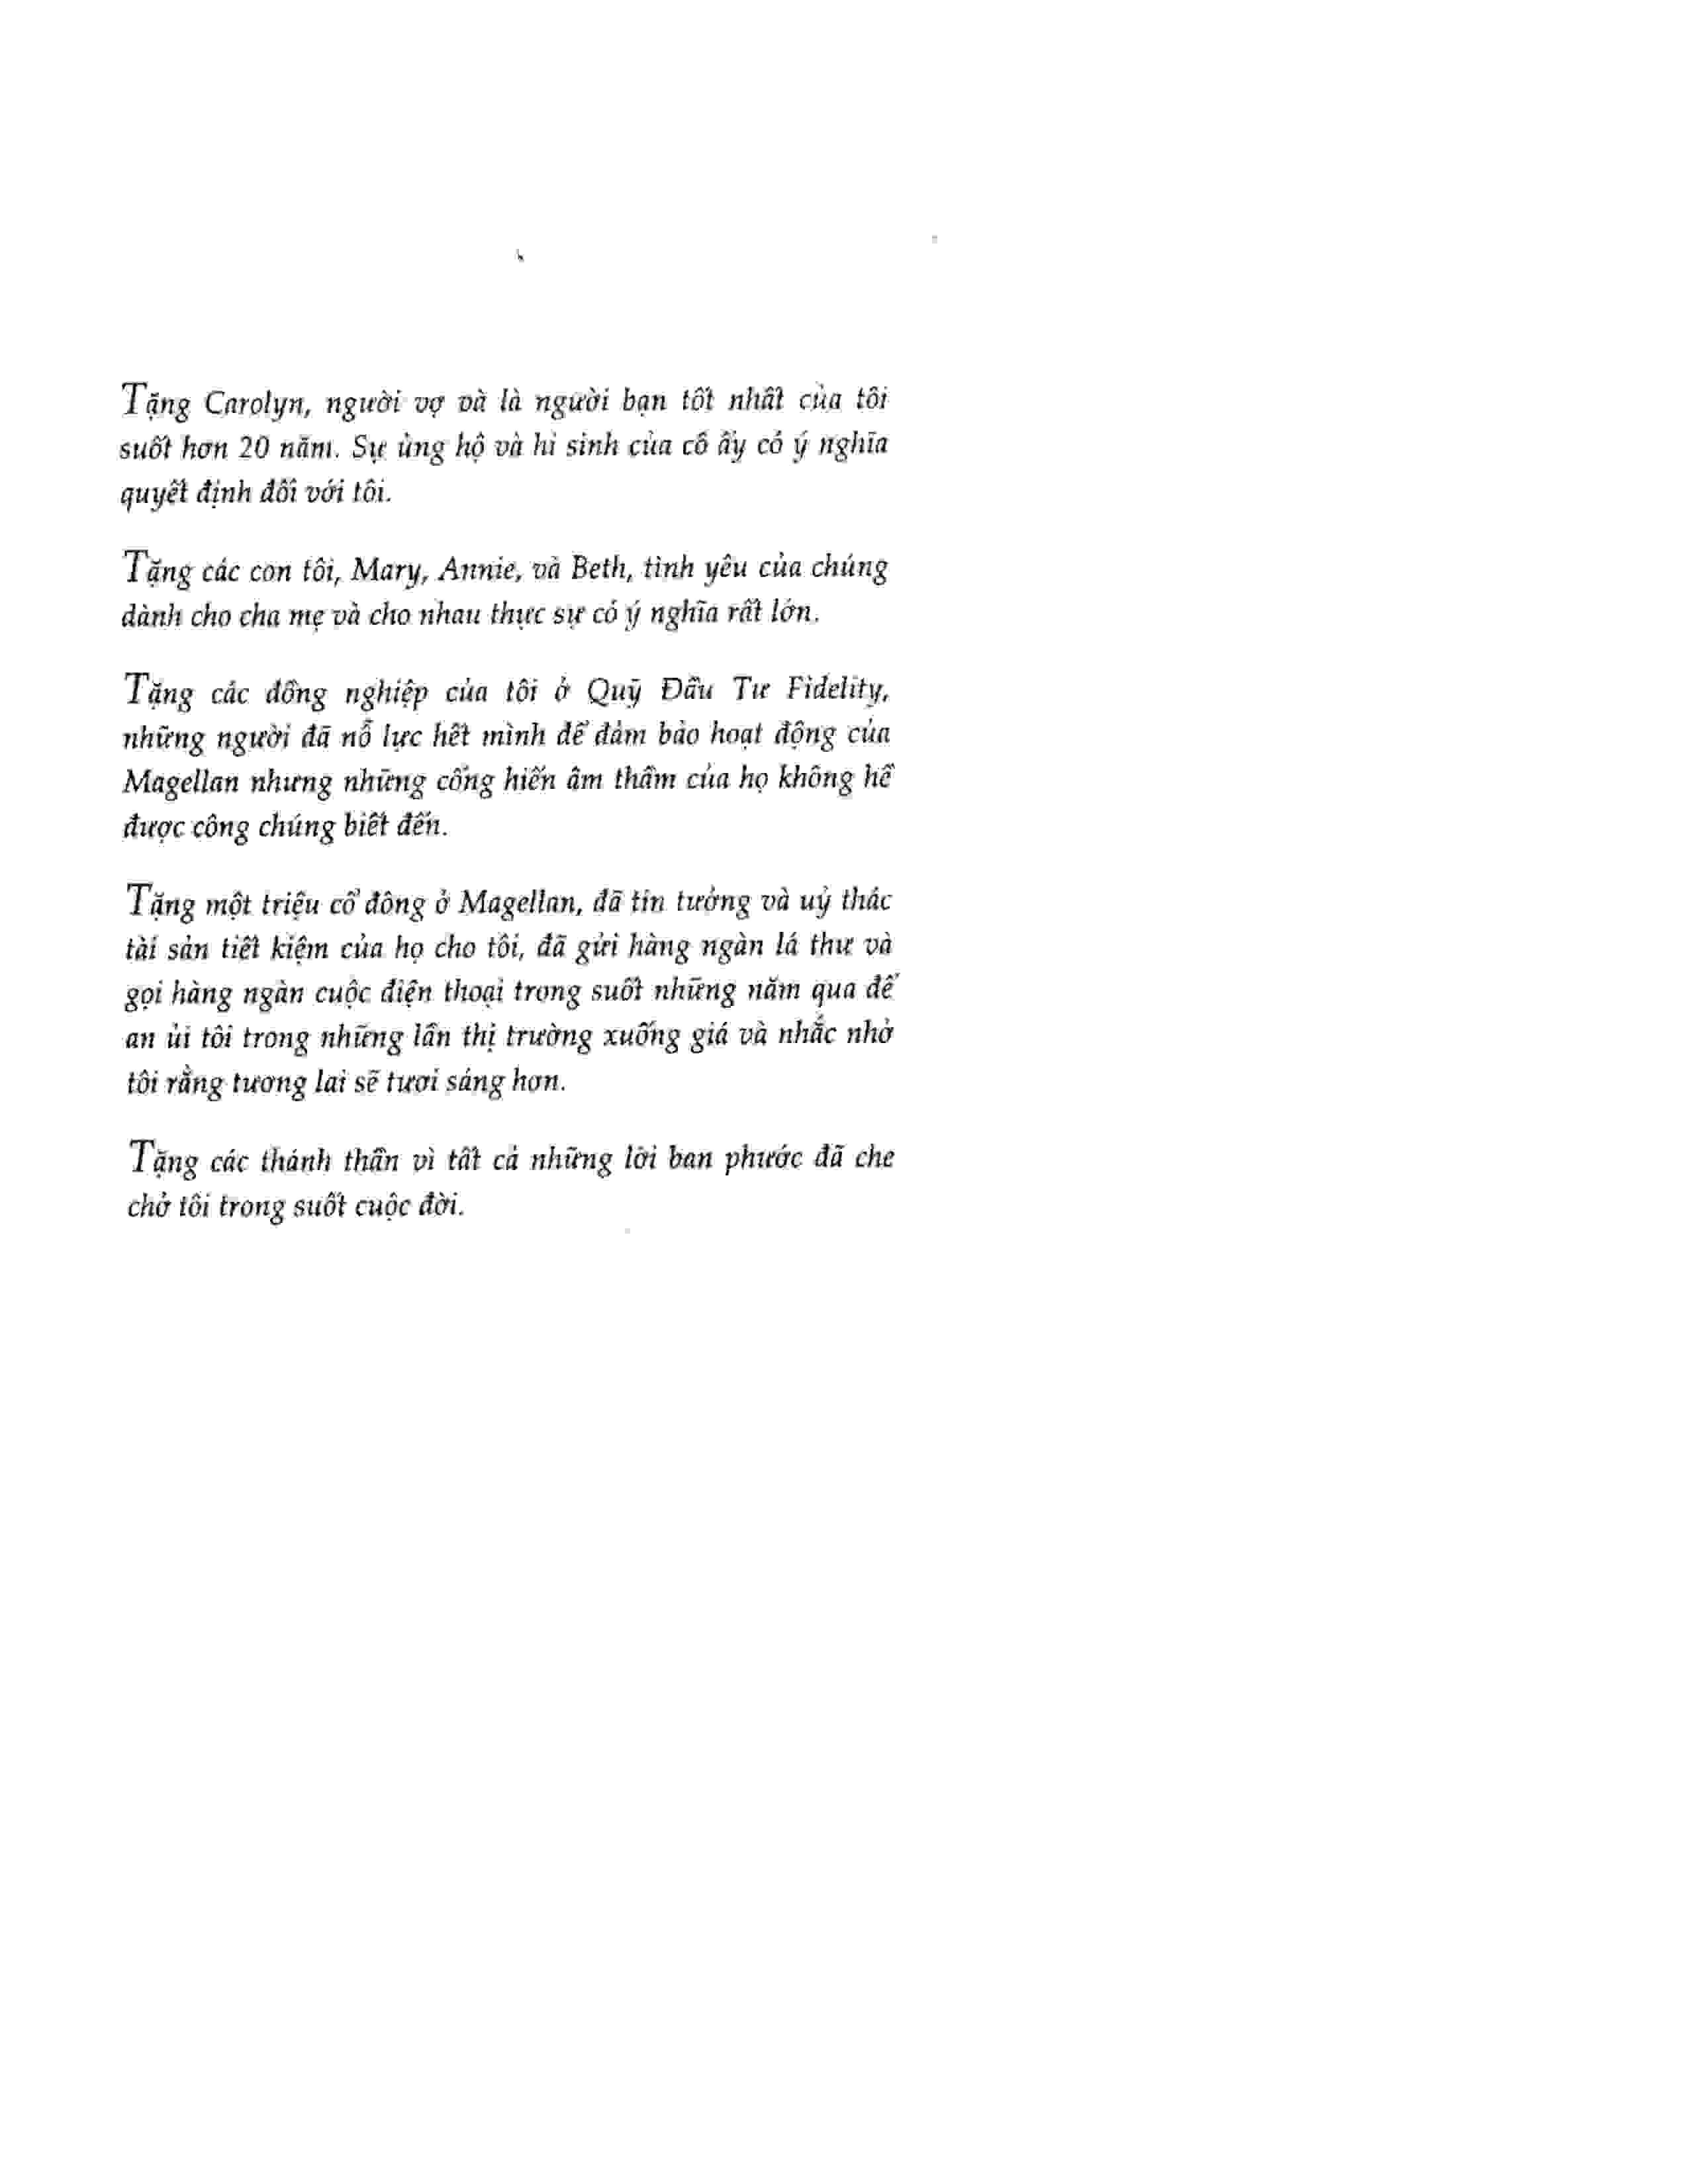 Tặng Carolyn, người vợ và là người bạn tốt nhất của tôi
suốt hơn 20 năm. Sự ủng hộ và hi sinh của cô ấy có ý nghĩa
quyết định đối với tôi.
Tặng các con tôi, Mary, Annie, và Beth, tình yêu của chúng
dành cho cha mẹ và cho nhau thực sự có ý nghĩa rất lớn.
Tặng các đồng nghiệp của tôi ở Quỹ Đầu Tư Fidelity,
những người đã nỗ lực hết mình để đảm bảo hoạt động của
Magellan nhưng những cống hiến âm thầm của họ không hề
được công chúng biết đến.
Tặng một triệu cổ đông ở Magellan, đã tin tưởng và uỷ thác
tài sản tiết kiệm của họ cho tôi, đã gửi hàng ngàn lá thư và
gọi hàng ngàn cuộc điện thoại trong suốt những năm qua để
an ủi tôi trong những lần thị trường xuống giá và nhắc nhở
tôi rằng tương lai sẽ tươi sáng hơn.
Tặng các thánh thần vì tất cả những lời ban phước đã che
chở tôi trong suốt cuộc đời.